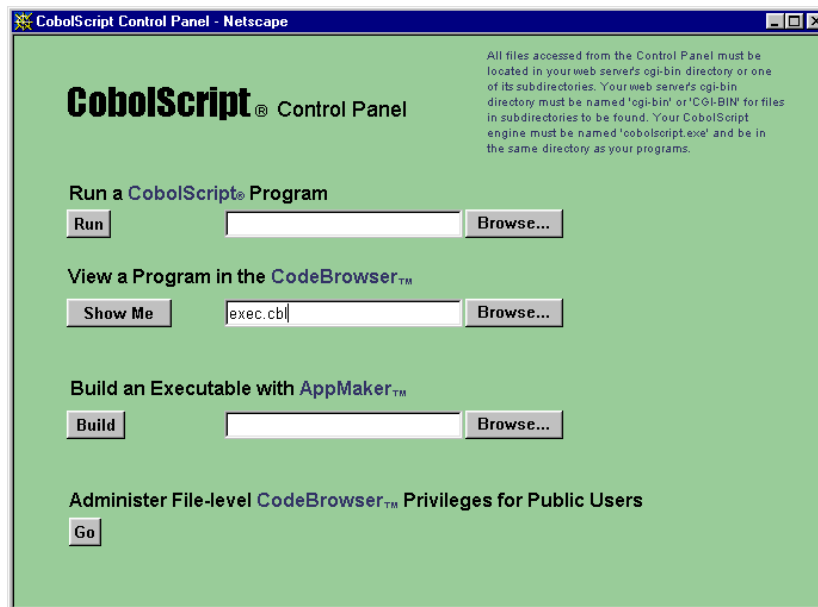 CobolScript Control Panel - Netscape
All files accessed from the Control Panel must be
located in your web server's cgi-bin directory or one
of its subdirectories. Your web server's cgi-bin
directory must be named 'cgi-bin' or 'CGI-BIN' for files
in subdirectories to be found. Your CobolScript
engine must be named 'cobolscript.exe' and be in
the same directory as your programs.
CobolScript ® Control Panel
Run a CobolScript® Program
Run Browse...
View a Program in the CodeBrowser™
Show Me exec.cbl Browse...
Build an Executable with AppMaker™
Build Browse...
Administer File-level CodeBrowser™ Privileges for Public Users
Go